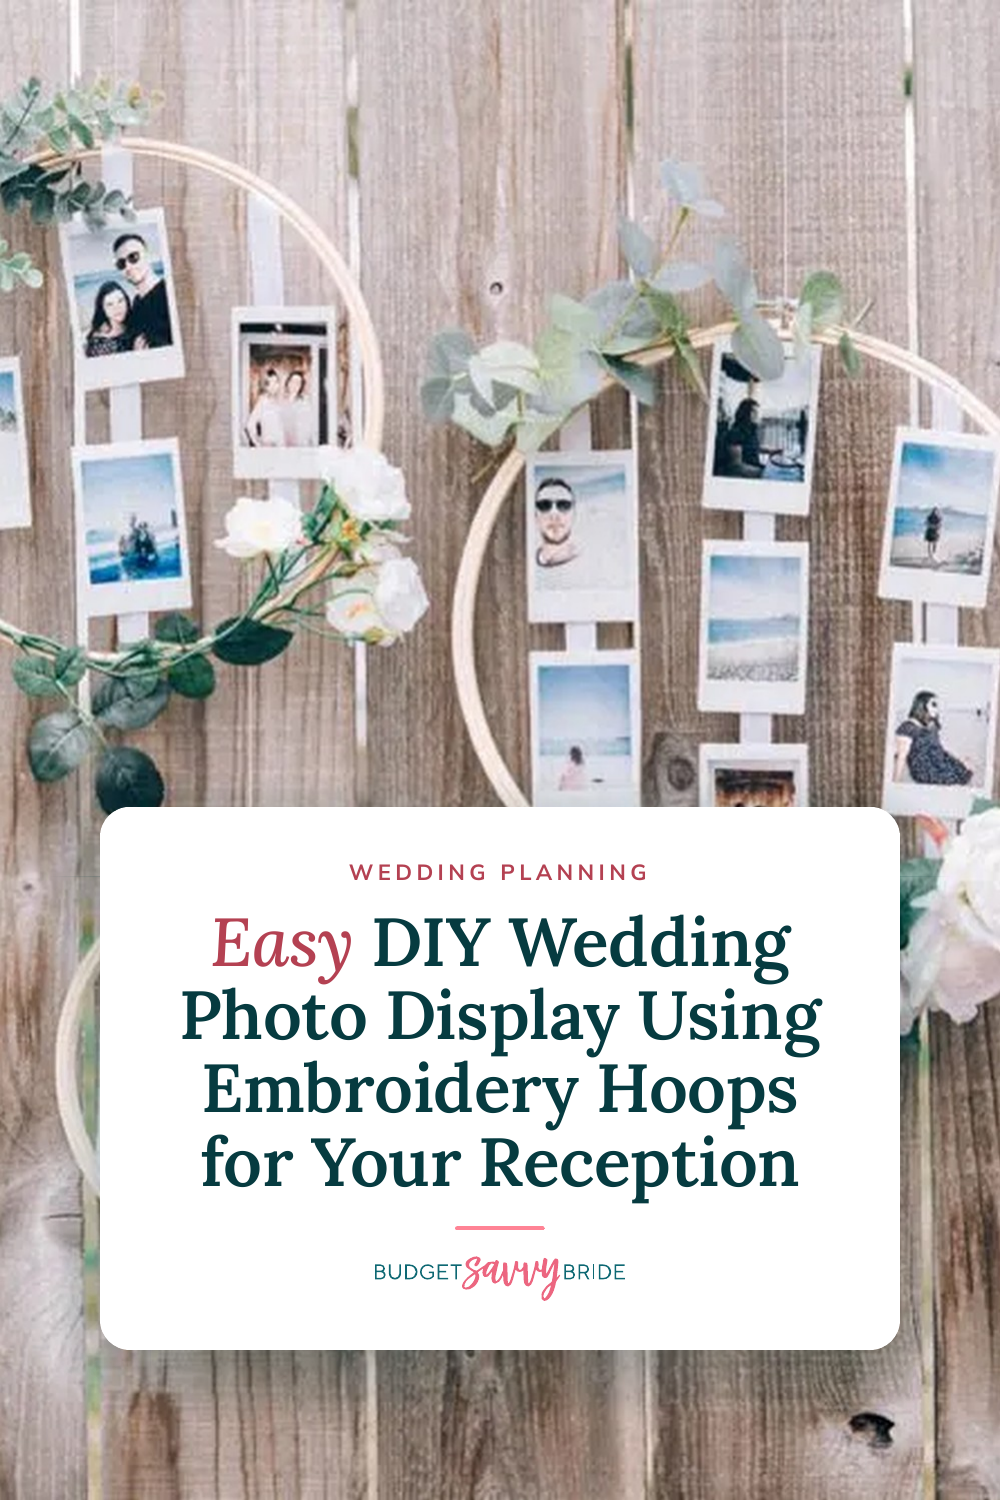 WEDDING PLANNING
Easy DIY Wedding
Photo Display Using
Embroidery Hoops
for Your Reception
BUDGET savvy BRIDE